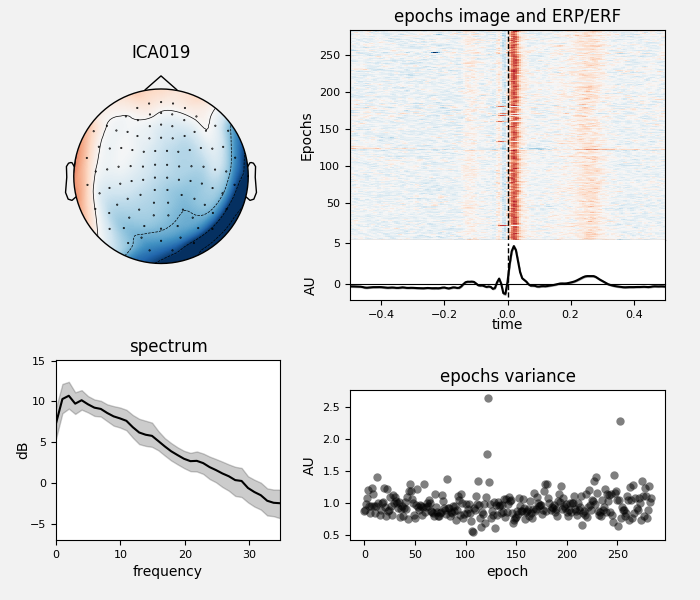 ICA019
epochs image and ERP/ERF
Epochs
250
200
150
100
50
AU
5
0
−0.4 −0.2 0.0 0.2 0.4
time
spectrum
dB
15
10
5
0
−5
0 10 20 30
frequency
epochs variance
AU
2.5
2.0
1.5
1.0
0.5
0 50 100 150 200 250
epoch